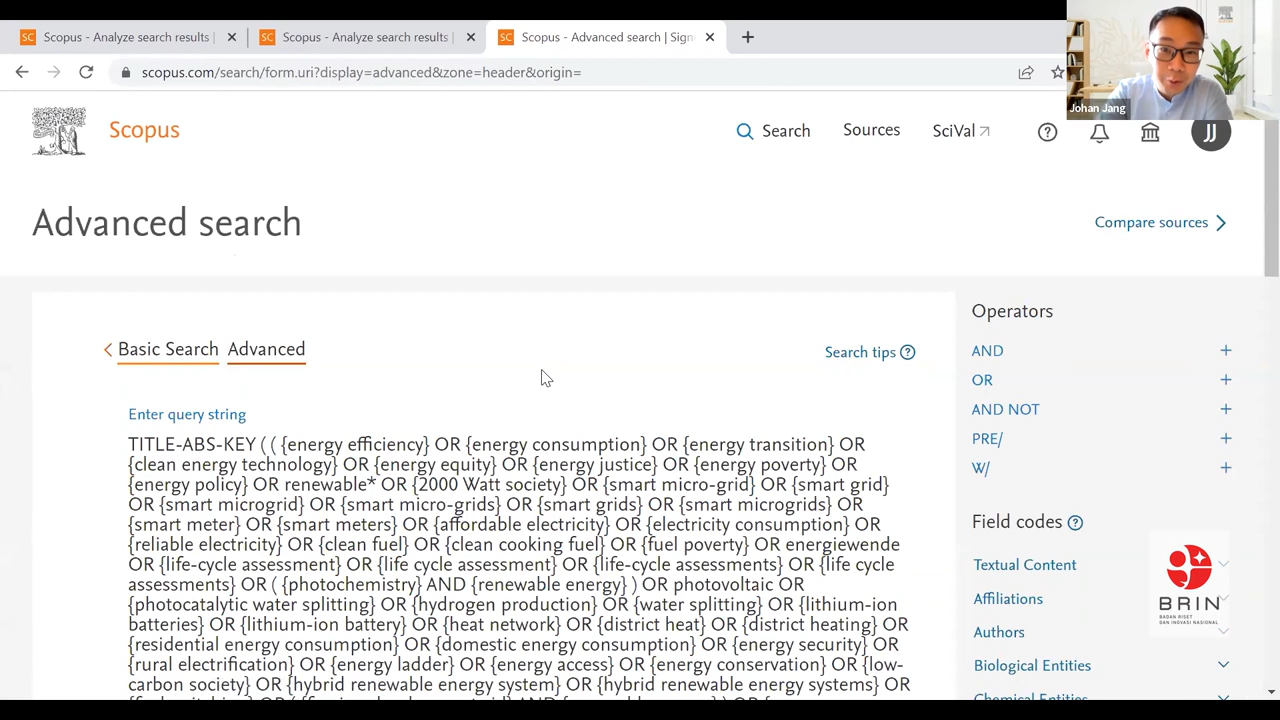 Scopus - Analyze search results |
Scopus - Analyze search results |
Scopus - Advanced search | Sign
scopus.com/search/form.uri?display=advanced&zone=header&origin=
Johan Jang
Scopus
Search
Sources
SciVal
JJ
Advanced search
Compare sources
Basic Search
Advanced
Search tips
Enter query string
TITLE-ABS-KEY ( ( {energy efficiency} OR {energy consumption} OR {energy transition} OR
{clean energy technology} OR {energy equity} OR {energy justice} OR {energy poverty} OR
{energy policy} OR renewable* OR {2000 Watt society} OR {smart micro-grid} OR {smart grid}
OR {smart microgrid} OR {smart micro-grids} OR {smart grids} OR {smart microgrids} OR
{smart meter} OR {smart meters} OR {affordable electricity} OR {electricity consumption} OR
{reliable electricity} OR {clean fuel} OR {clean cooking fuel} OR {fuel poverty} OR energiewende
OR {life-cycle assessment} OR {life cycle assessment} OR {life-cycle assessments} OR {life cycle
assessments} OR ( {photochemistry} AND {renewable energy} ) OR photovoltaic OR
{photocatalytic water splitting} OR {hydrogen production} OR {water splitting} OR {lithium-ion
batteries} OR {lithium-ion battery} OR {heat network} OR {district heat} OR {district heating} OR
{residential energy consumption} OR {domestic energy consumption} OR {energy security} OR
{rural electrification} OR {energy ladder} OR {energy access} OR {energy conservation} OR {low-
carbon society} OR {hybrid renewable energy system} OR {hybrid renewable energy systems} OR
Operators
AND
OR
AND NOT
PRE/
W/
Field codes
Textual Content
Affiliations
Authors
Biological Entities
Chemical Entities
BRIN
BADAN RISET
DAN INOVASI NASIONAL